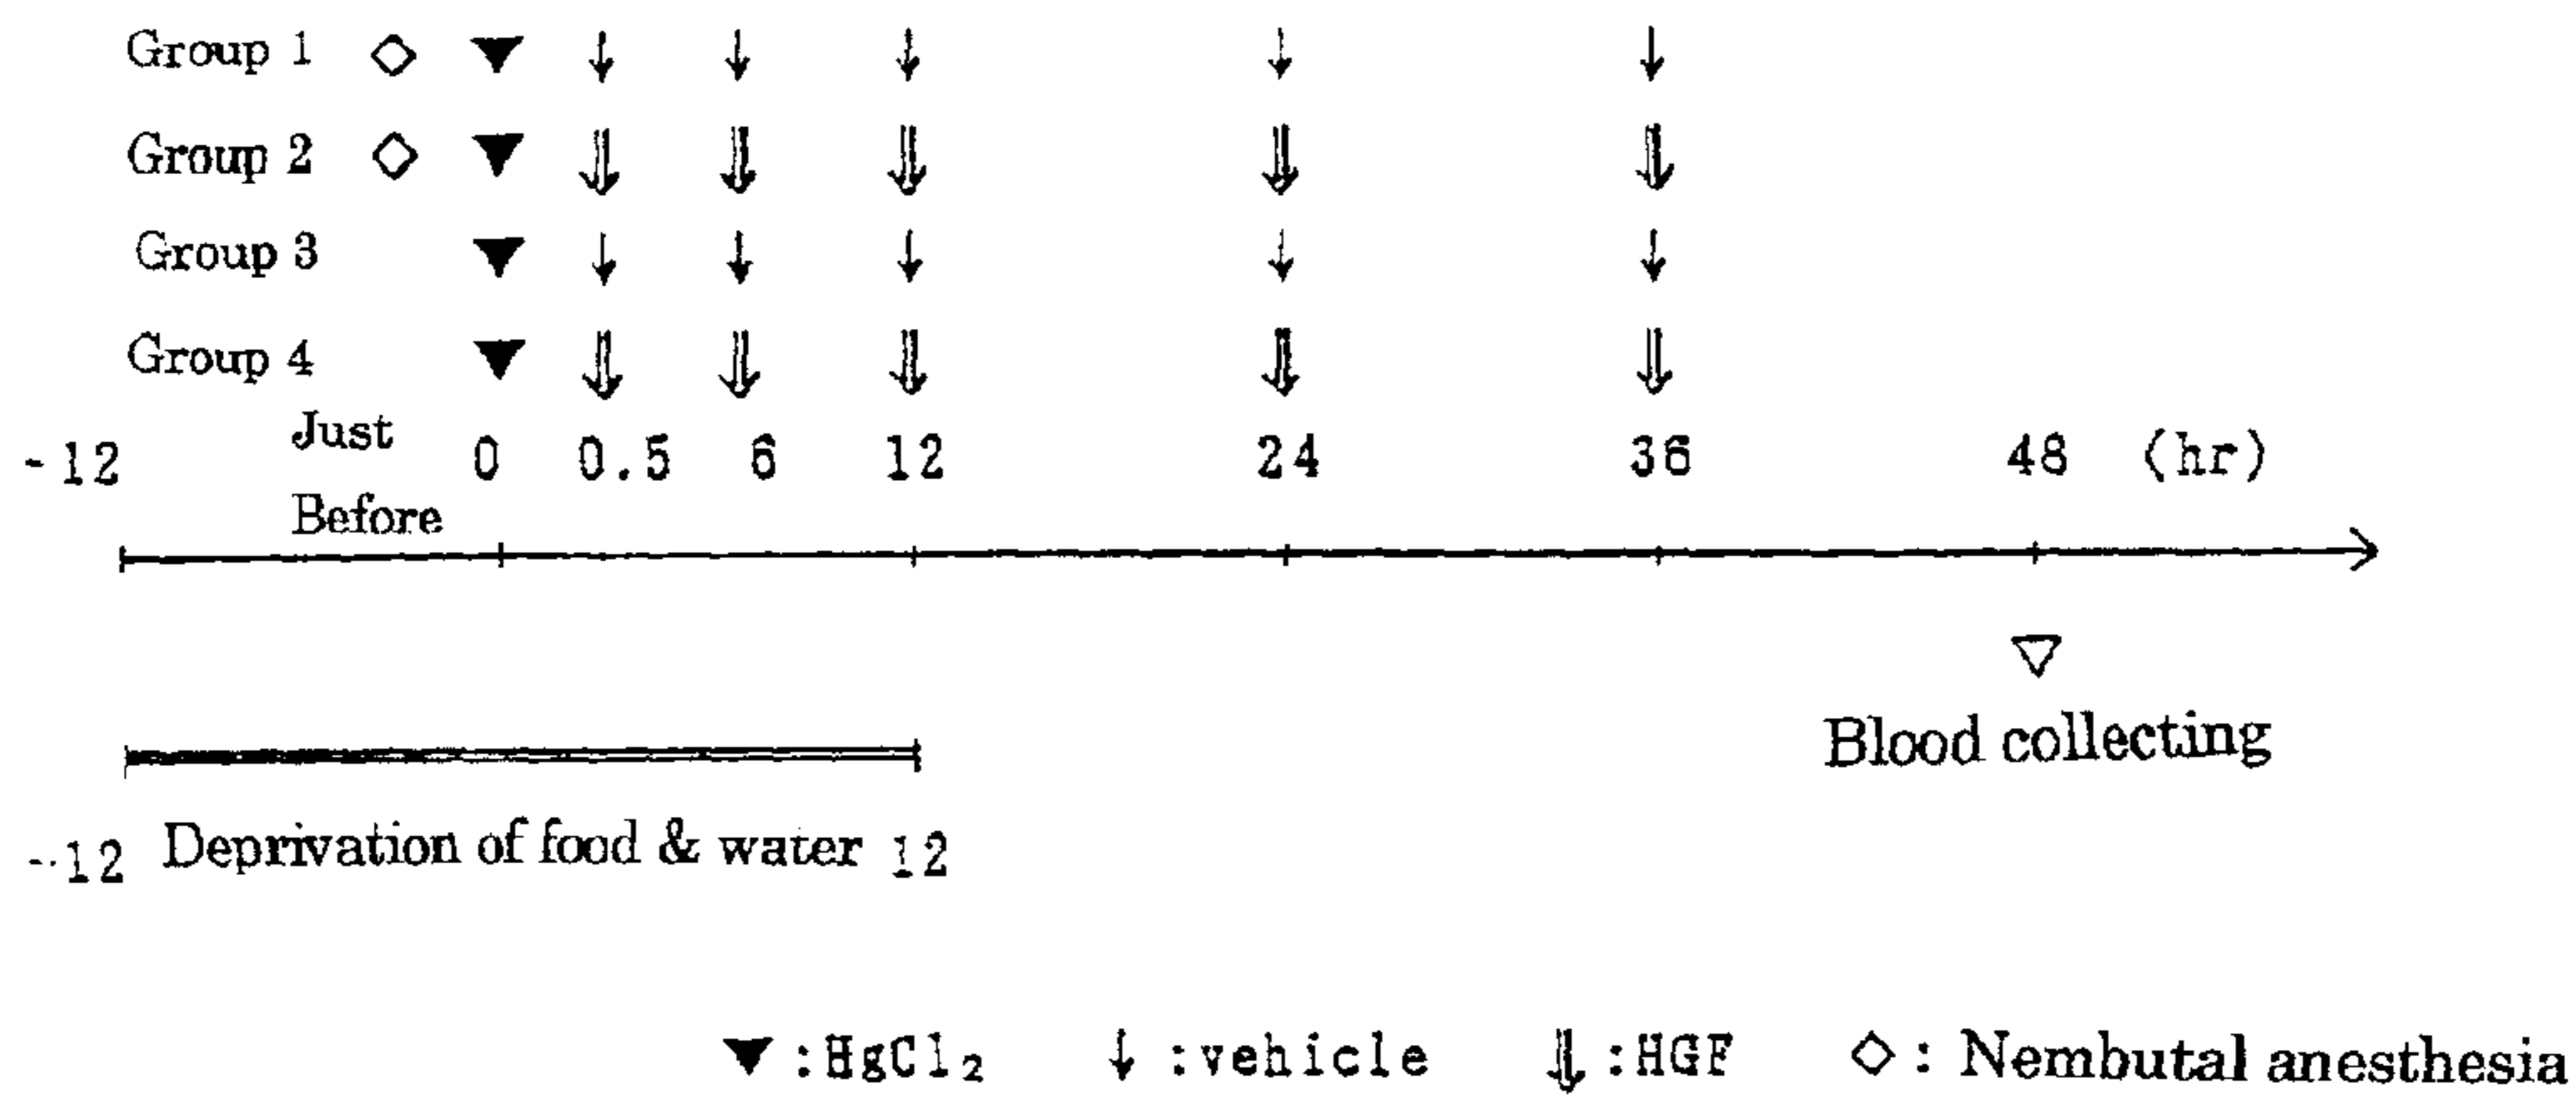 Group 1
Group 2
Group 3
Group 4
-12 Just Before 0 0.5 6 12 24 36 48 (hr)
Blood collecting
-12 Deprivation of food & water 12
▼:HgCl₂ ↓:vehicle ⇓:HGF ◇: Nembutal anesthesia